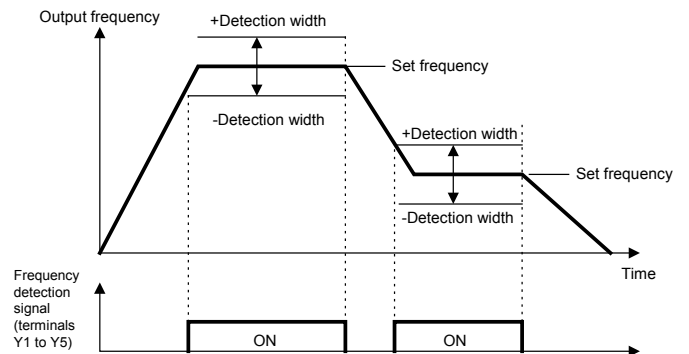 Output frequency
+Detection width
Set frequency
-Detection width
+Detection width
Set frequency
-Detection width
Time
Frequency
detection
signal
(terminals
Y1 to Y5)
ON
ON